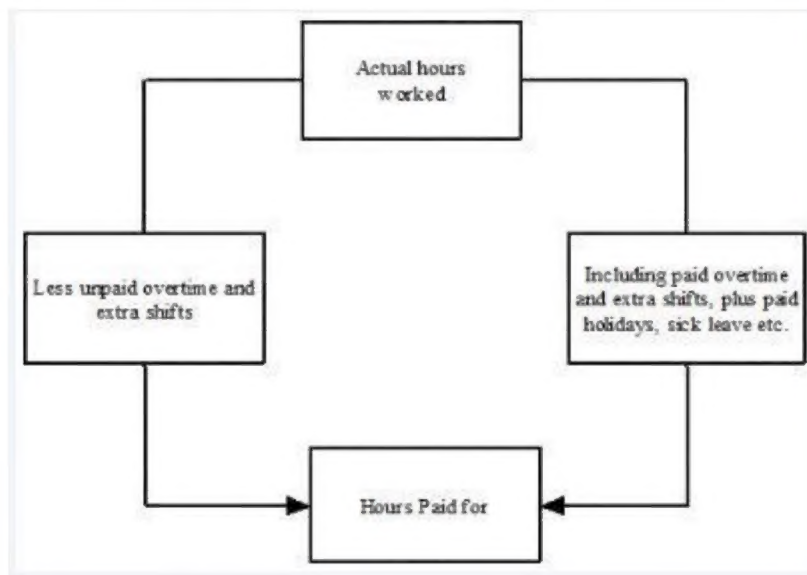 Actual hours
worked
Less unpaid overtime and
extra shifts
Including paid overtime
and extra shifts, plus paid
holidays, sick leave etc.
Hours Paid for